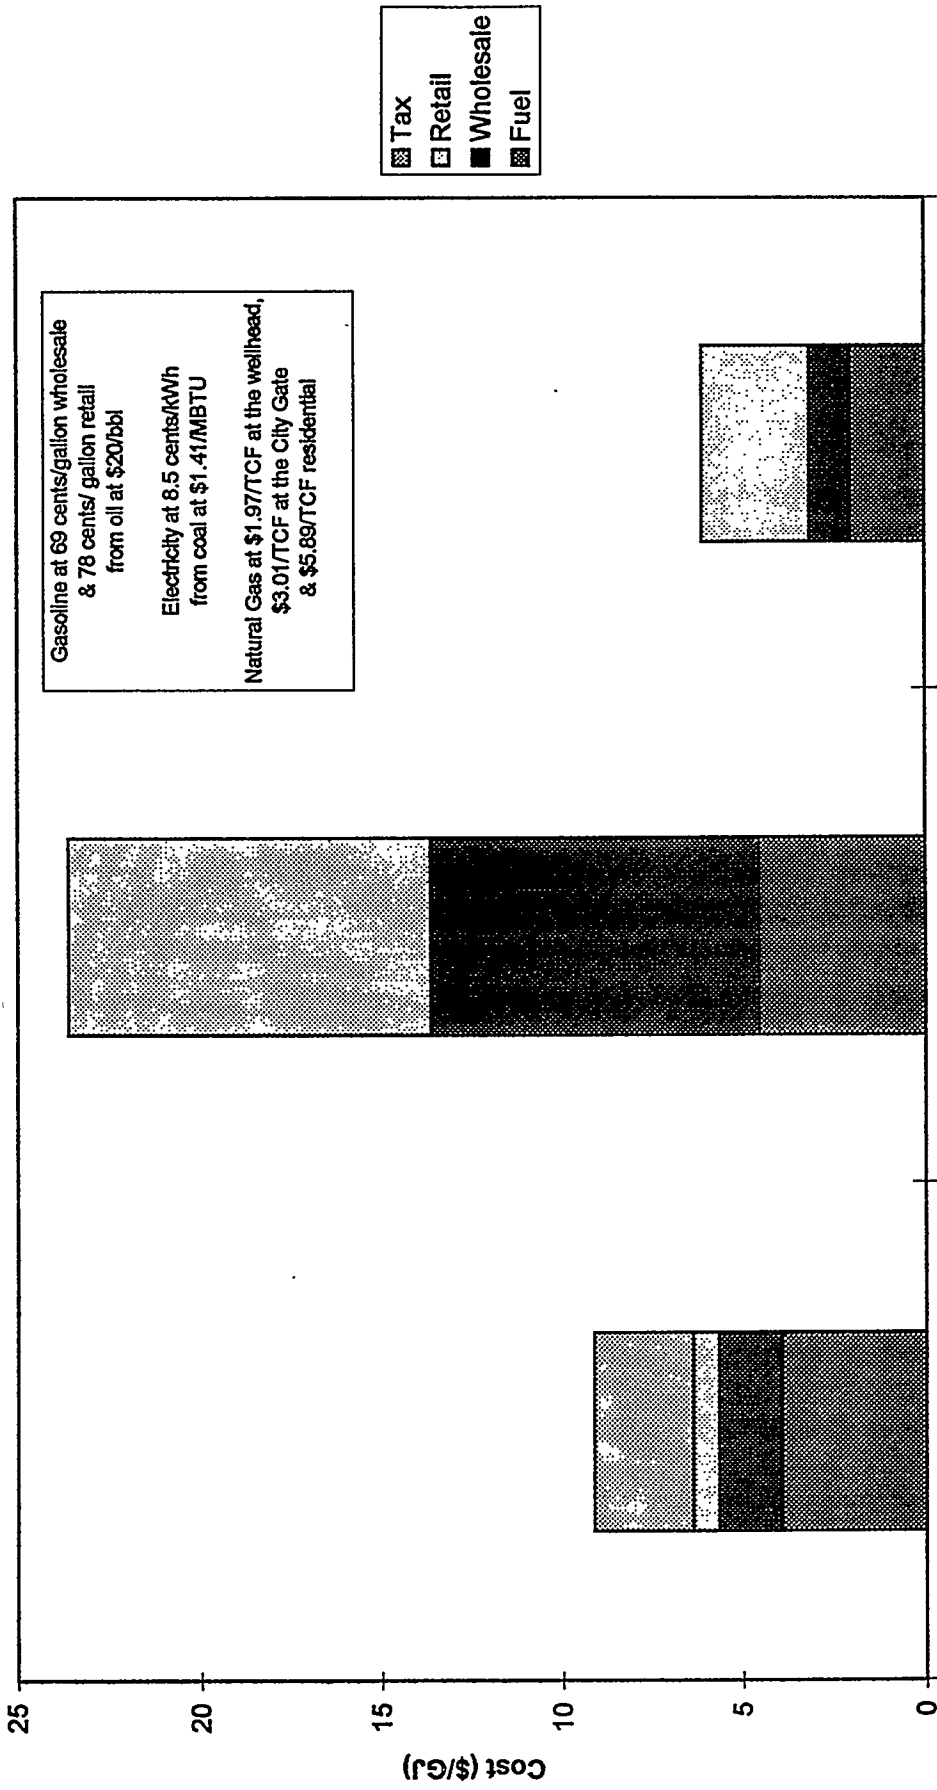 25
20
15
10
5
0
Cost ($/GJ)
Gasoline at 69 cents/gallon wholesale
& 78 cents/ gallon retail
from oil at $20/bbl
Electricity at 8.5 cents/kWh
from coal at $1.41/MBTU
Natural Gas at $1.97/TCF at the wellhead,
$3.01/TCF at the City Gate
& $5.89/TCF residential
Tax
Retail
Wholesale
Fuel